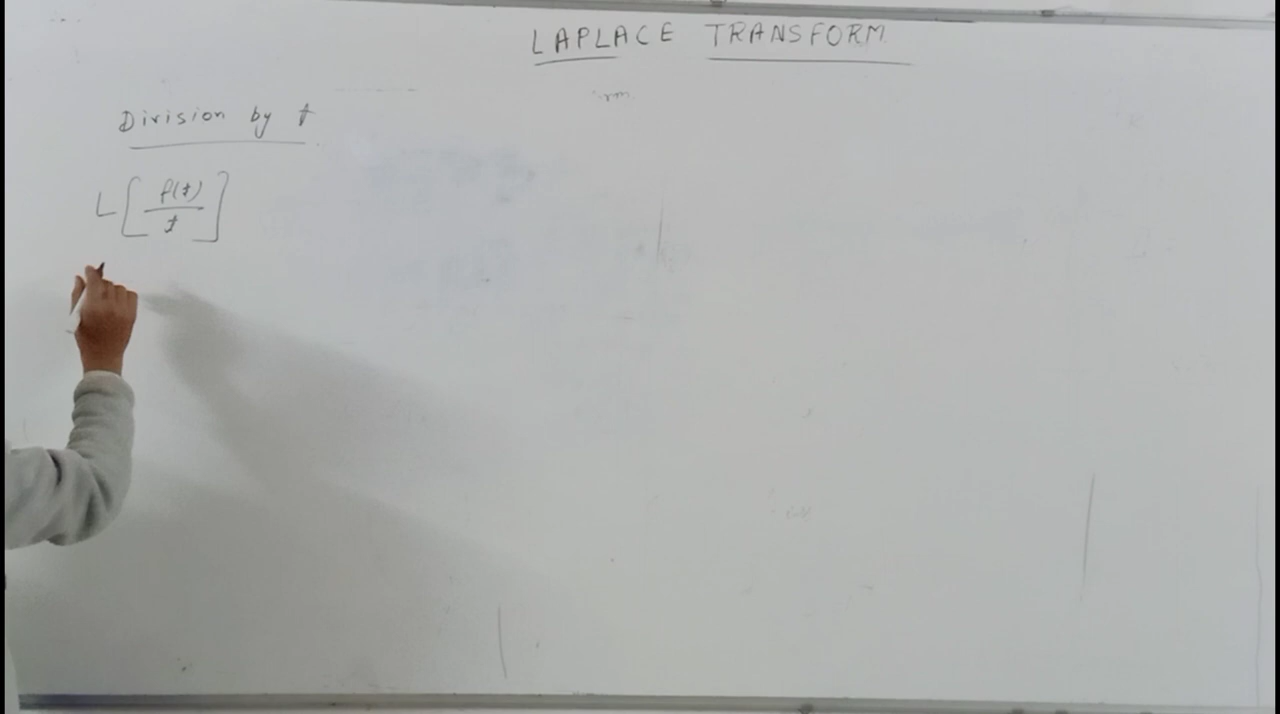 LAPLACE TRANSFORM
Division by t
L[f(t)/t]